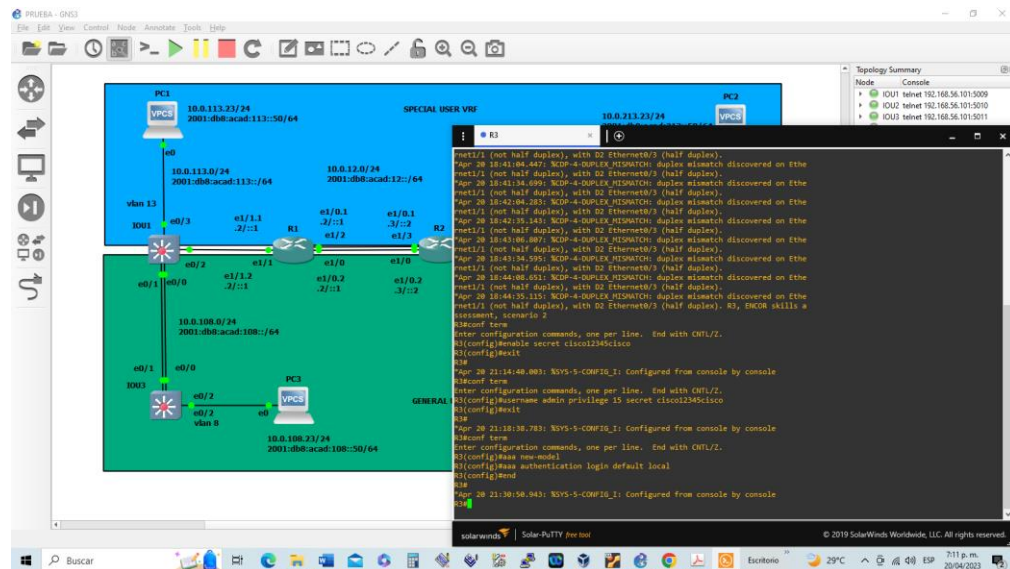 PRUEBA - GNS3
File Edit View Control Node Annotate Tools Help
Topology Summary
Node Console
IOU1 telnet 192.168.56.101:5009
IOU2 telnet 192.168.56.101:5010
IOU3 telnet 192.168.56.101:5011
PC1
VPCS
10.0.113.23/24
2001:db8:acad:113::50/64
SPECIAL USER VRF
PC2
10.0.213.23/24
VPCS
e0
10.0.113.0/24
2001:db8:acad:113::/64
10.0.12.0/24
2001:db8:acad:12::/64
vlan 13
IOU1
e0/3
e1/1.1
.2/::1
R1
e1/0.1
.2/::1
e1/2
e1/0.1
.3/::2
e1/3
R2
e0/2
e1/1
e1/0
e1/0
e0/1
e0/0
e1/1.2
.2/::1
e1/0.2
.2/::1
e1/0.2
.3/::2
10.0.108.0/24
2001:db8:acad:108::/64
e0/1
e0/0
IOU3
e0/2
e0/2
vlan 8
e0
PC3
VPCS
GENERAL
10.0.108.23/24
2001:db8:acad:108::50/64
R3
rnet1/1 (not half duplex), with D2 Ethernet0/3 (half duplex).
*Apr 20 18:41:04.447: %CDP-4-DUPLEX_MISMATCH: duplex mismatch discovered on Ethe
rnet1/1 (not half duplex), with D2 Ethernet0/3 (half duplex).
*Apr 20 18:41:34.699: %CDP-4-DUPLEX_MISMATCH: duplex mismatch discovered on Ethe
rnet1/1 (not half duplex), with D2 Ethernet0/3 (half duplex).
*Apr 20 18:42:04.283: %CDP-4-DUPLEX_MISMATCH: duplex mismatch discovered on Ethe
rnet1/1 (not half duplex), with D2 Ethernet0/3 (half duplex).
*Apr 20 18:42:35.143: %CDP-4-DUPLEX_MISMATCH: duplex mismatch discovered on Ethe
rnet1/1 (not half duplex), with D2 Ethernet0/3 (half duplex).
*Apr 20 18:43:06.807: %CDP-4-DUPLEX_MISMATCH: duplex mismatch discovered on Ethe
rnet1/1 (not half duplex), with D2 Ethernet0/3 (half duplex).
*Apr 20 18:43:34.595: %CDP-4-DUPLEX_MISMATCH: duplex mismatch discovered on Ethe
rnet1/1 (not half duplex), with D2 Ethernet0/3 (half duplex).
*Apr 20 18:44:08.651: %CDP-4-DUPLEX_MISMATCH: duplex mismatch discovered on Ethe
rnet1/1 (not half duplex), with D2 Ethernet0/3 (half duplex).
*Apr 20 18:44:35.115: %CDP-4-DUPLEX_MISMATCH: duplex mismatch discovered on Ethe
rnet1/1 (not half duplex), with D2 Ethernet0/3 (half duplex). R3, ENCOR skills a
ssessment, scenario 2
R3#conf term
Enter configuration commands, one per line. End with CNTL/Z.
R3(config)#enable secret cisco12345cisco
R3(config)#exit
R3#
*Apr 20 21:14:40.003: %SYS-5-CONFIG_I: Configured from console by console
R3#conf term
Enter configuration commands, one per line. End with CNTL/Z.
R3(config)#username admin privilege 15 secret cisco12345cisco
R3(config)#exit
R3#
*Apr 20 21:18:38.783: %SYS-5-CONFIG_I: Configured from console by console
R3#conf term
Enter configuration commands, one per line. End with CNTL/Z.
R3(config)#aaa new-model
R3(config)#aaa authentication login default local
R3(config)#end
R3#
*Apr 20 21:30:50.943: %SYS-5-CONFIG_I: Configured from console by console
R3#
solarwinds Solar-PuTTY free tool
© 2019 SolarWinds Worldwide, LLC. All rights reserved.
Buscar
Escritorio
29°C
ESP
7:11 p. m.
20/04/2023